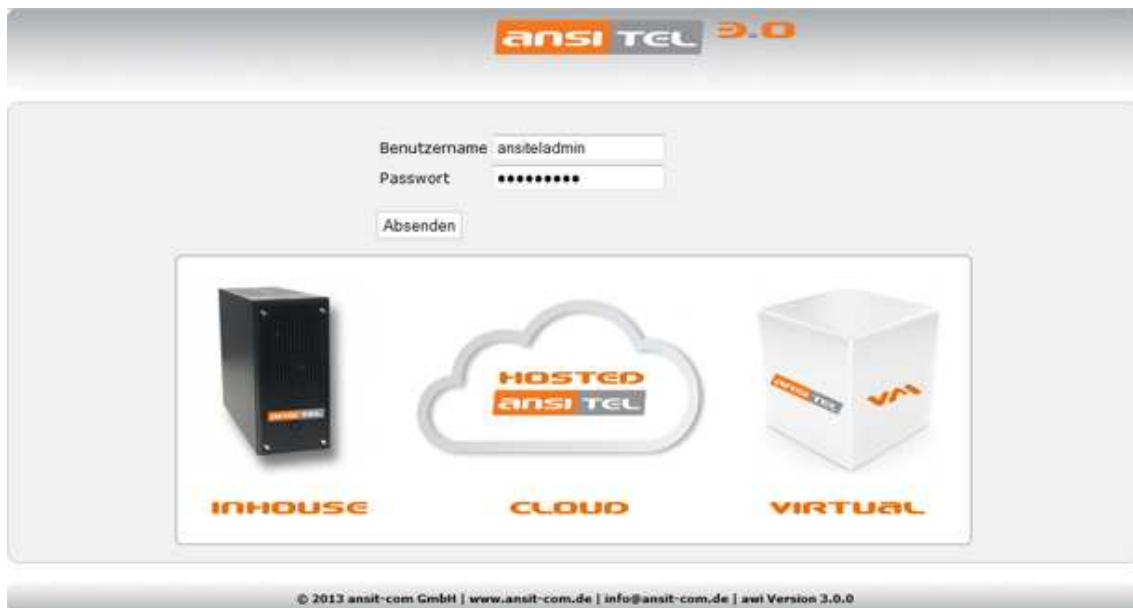 ansi TEL 3.0
Benutzername ansiteladmin
Passwort •••••••••
Absenden
ansi TEL
HOSTED
ansi TEL
ansi TEL
VM
INHOUSE
CLOUD
VIRTUAL
© 2013 ansit-com GmbH | www.ansit-com.de | info@ansit-com.de | awi Version 3.0.0